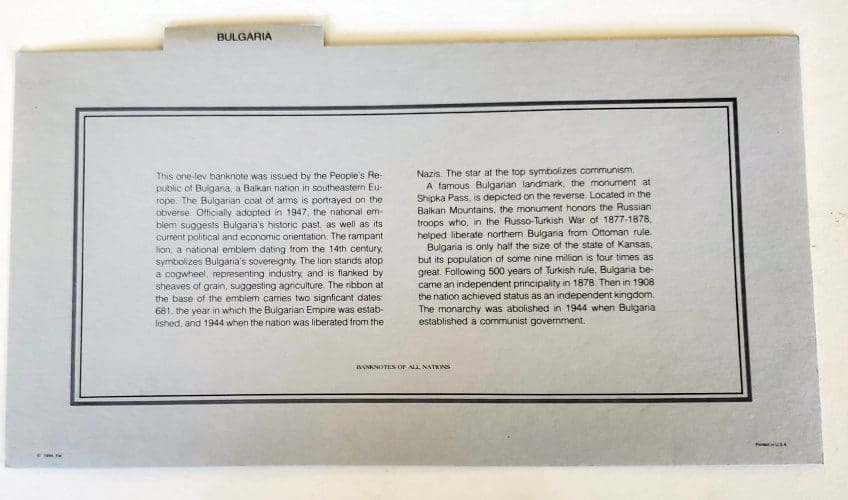 BULGARIA
This one-lev banknote was issued by the People's Re-
public of Bulgaria, a Balkan nation in southeastern Eu-
rope. The Bulgarian coat of arms is portrayed on the
obverse. Officially adopted in 1947, the national em-
blem suggests Bulgaria's historic past, as well as its
current political and economic orientation. The rampant
lion, a national emblem dating from the 14th century,
symbolizes Bulgaria's sovereignty. The lion stands atop
a cogwheel, representing industry, and is flanked by
sheaves of grain, suggesting agriculture. The ribbon at
the base of the emblem carries two signficant dates:
681, the year in which the Bulgarian Empire was estab-
lished, and 1944 when the nation was liberated from the
Nazis. The star at the top symbolizes communism.
A famous Bulgarian landmark, the monument at
Shipka Pass, is depicted on the reverse. Located in the
Balkan Mountains, the monument honors the Russian
troops who, in the Russo-Turkish War of 1877-1878,
helped liberate northern Bulgaria from Ottoman rule.
Bulgaria is only half the size of the state of Kansas,
but its population of some nine million is four times as
great. Following 500 years of Turkish rule, Bulgaria be-
came an independent principality in 1878. Then in 1908
the nation achieved status as an independent kingdom.
The monarchy was abolished in 1944 when Bulgaria
established a communist government.
BANKNOTES OF ALL NATIONS
Printed in U.S.A.